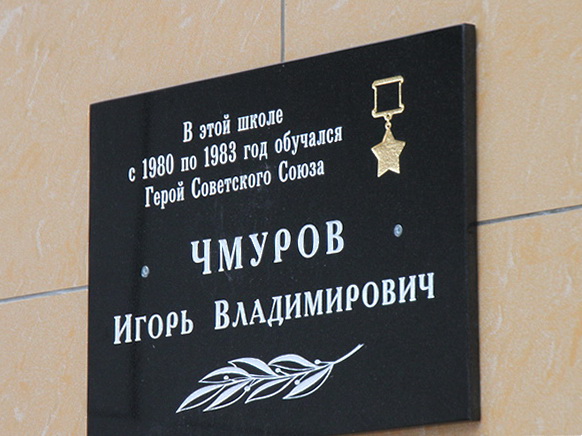 В этой школе
с 1980 по 1983 год обучался
Герой Советского Союза
ЧМУРОВ
ИГОРЬ ВЛАДИМИРОВИЧ